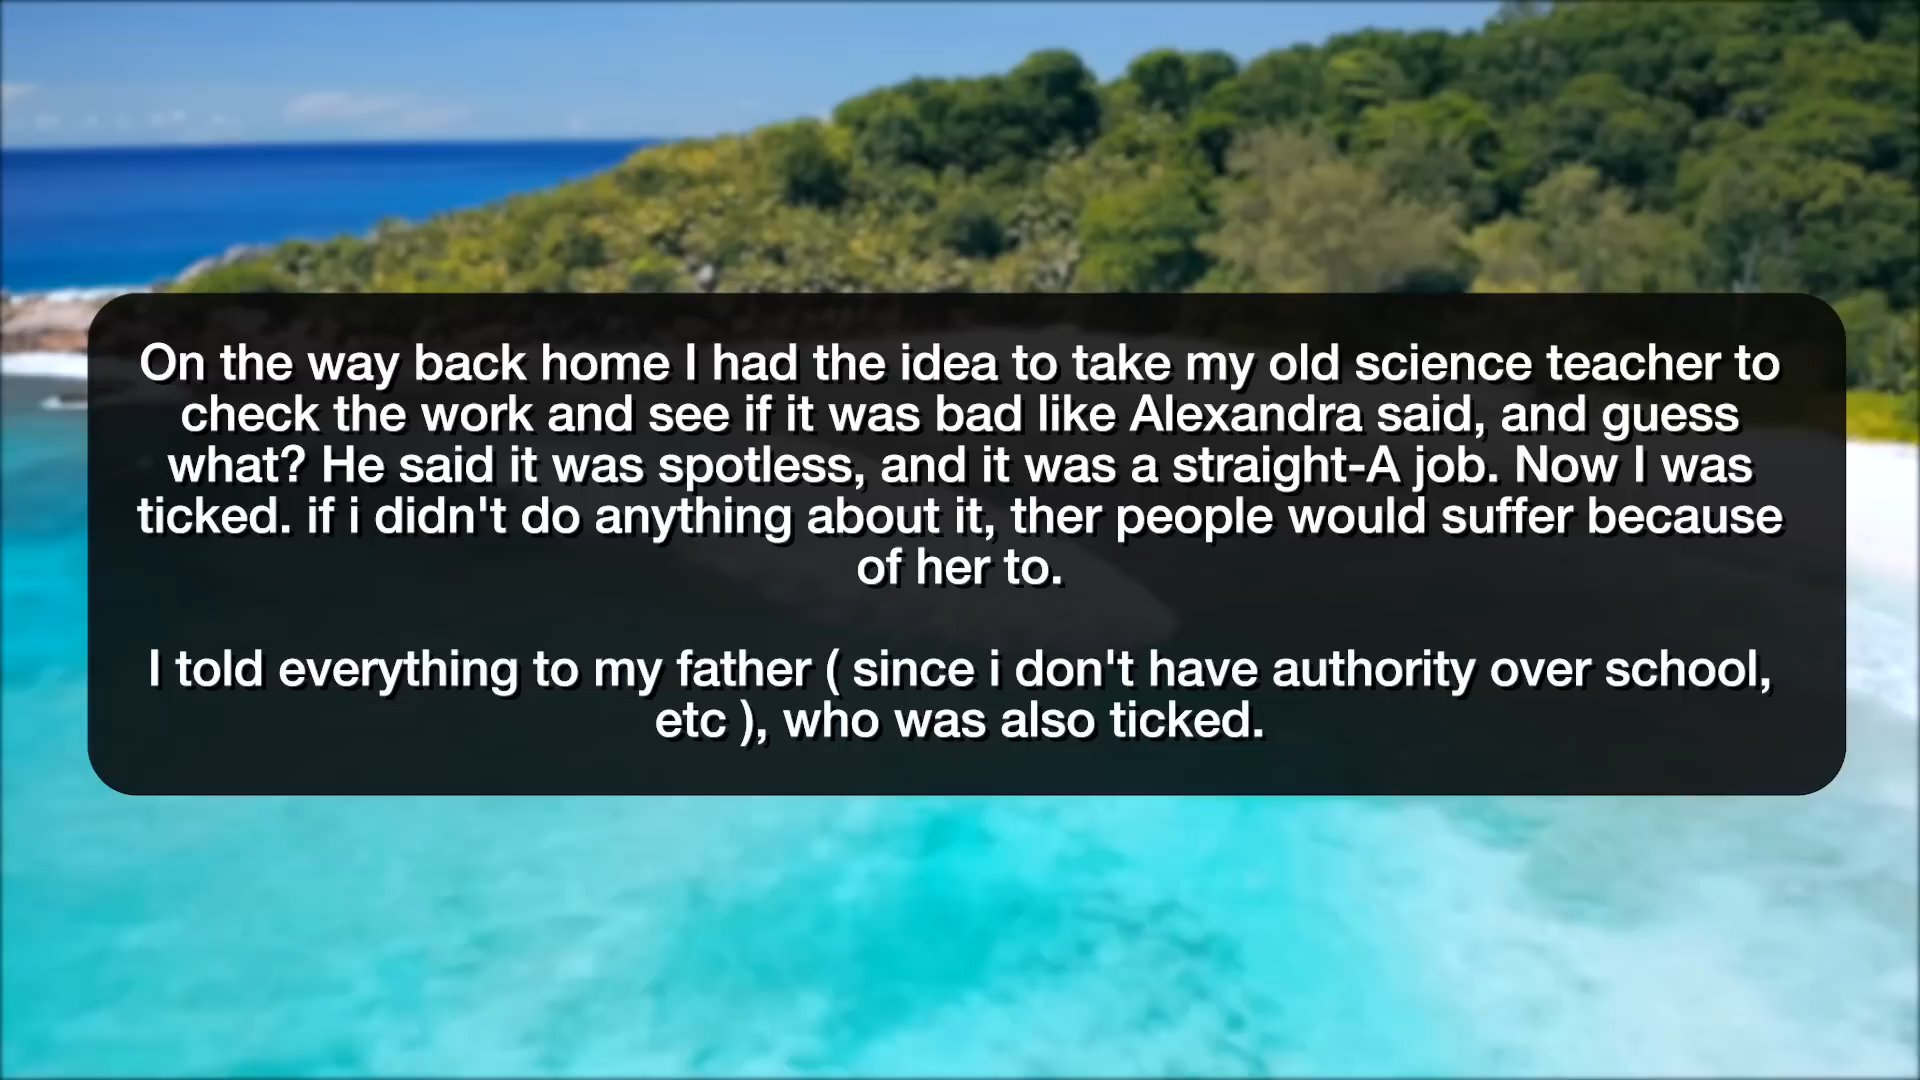 On the way back home I had the idea to take my old science teacher to
check the work and see if it was bad like Alexandra said, and guess
what? He said it was spotless, and it was a straight-A job. Now I was
ticked. if i didn't do anything about it, ther people would suffer because
of her to.
I told everything to my father ( since i don't have authority over school,
etc ), who was also ticked.